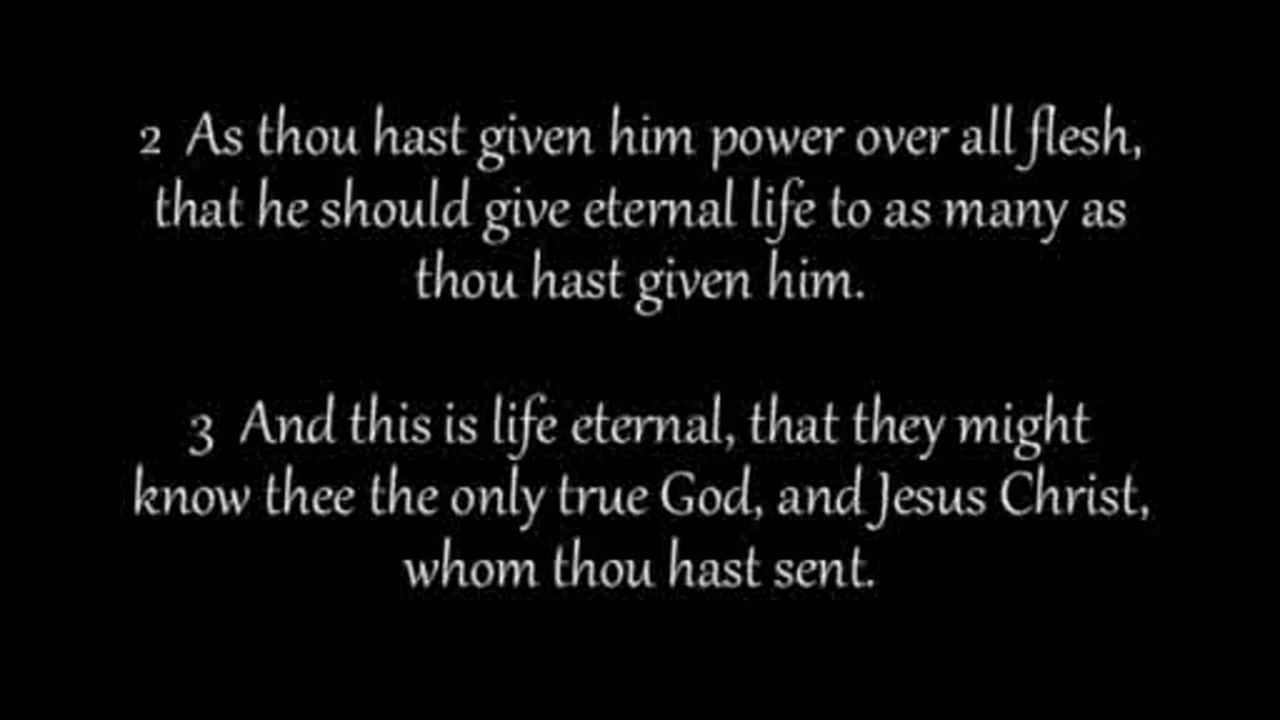 2 As thou hast given him power over all flesh,
that he should give eternal life to as many as
thou hast given him.
3 And this is life eternal, that they might
know thee the only true God, and Jesus Christ,
whom thou hast sent.